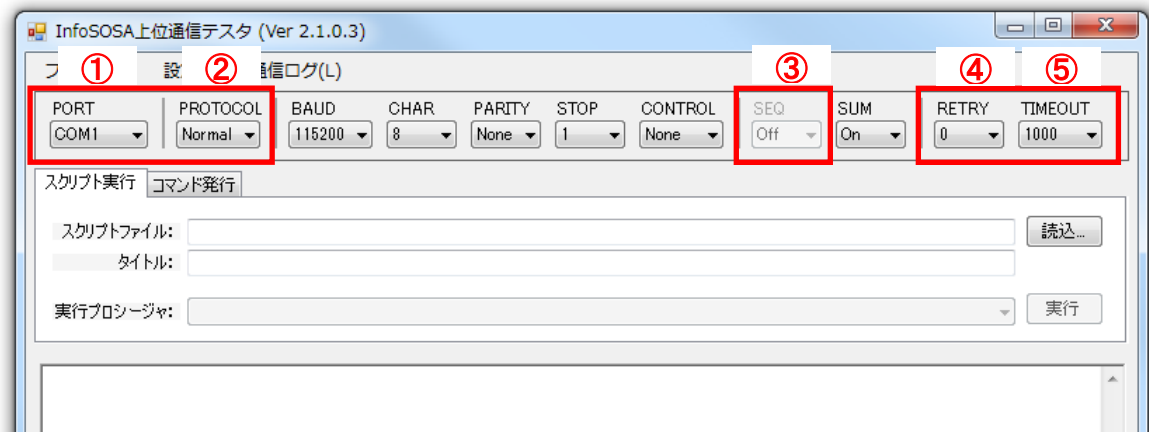 InfoSOSA上位通信テスタ (Ver 2.1.0.3)
① ② ③ ④ ⑤
信ログ(L)
PORT PROTOCOL BAUD CHAR PARITY STOP CONTROL SEQ SUM RETRY TIMEOUT
COM1 Normal 115200 8 None 1 None Off On 0 1000
スクリプト実行 コマンド発行
スクリプトファイル: 読込...
タイトル:
実行プロシージャ: 実行